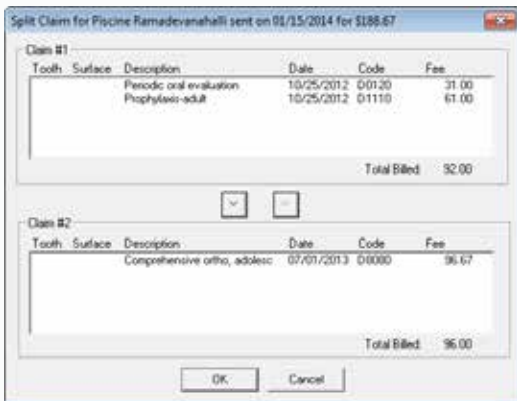 Split Claim for Piscine Ramadevanahalli sent on 01/15/2014 for $188.67
Claim #1
Tooth Surface Description Date Code Fee
Periodic oral evaluation 10/25/2012 D0120 31.00
Prophylaxis-adult 10/25/2012 D1110 61.00
Total Billed: 92.00
Claim #2
Tooth Surface Description Date Code Fee
Comprehensive ortho, adolesc 07/01/2013 D8080 96.67
Total Billed: 96.00
OK Cancel